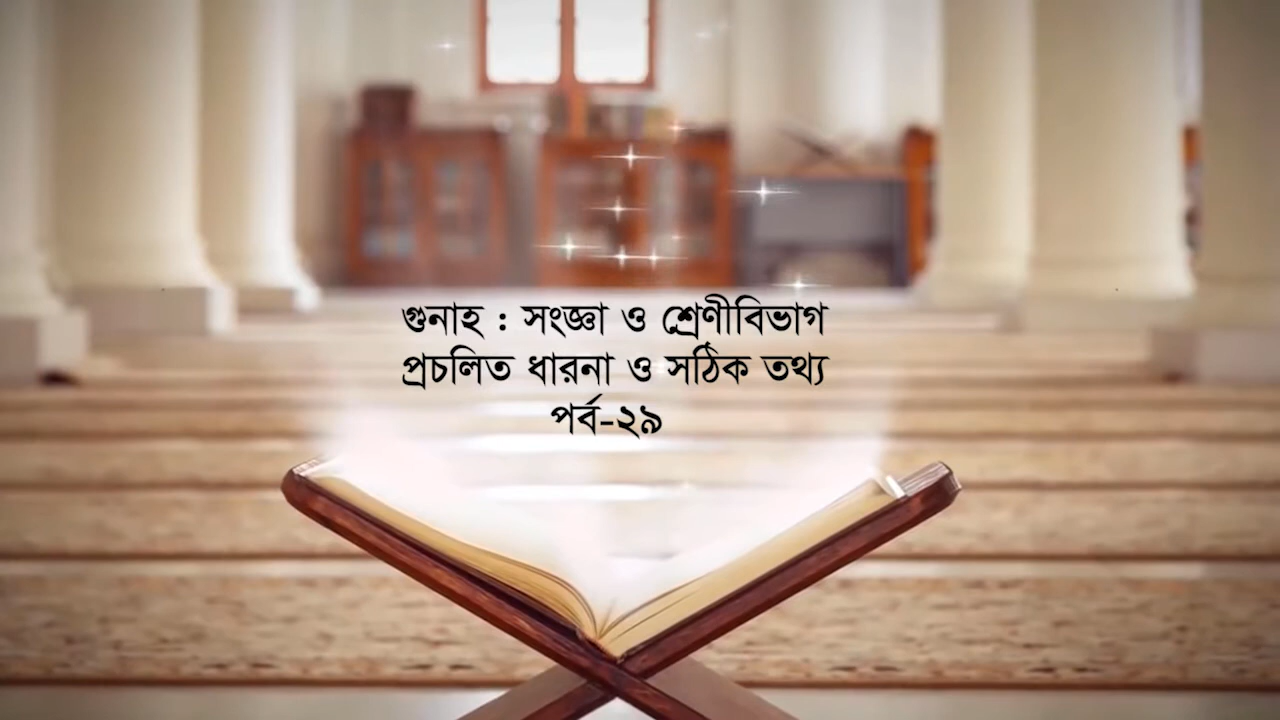 গুনাহ : সংজ্ঞা ও শ্রেণীবিভাগ
প্রচলিত ধারনা ও সঠিক তথ্য
পর্ব-২৯